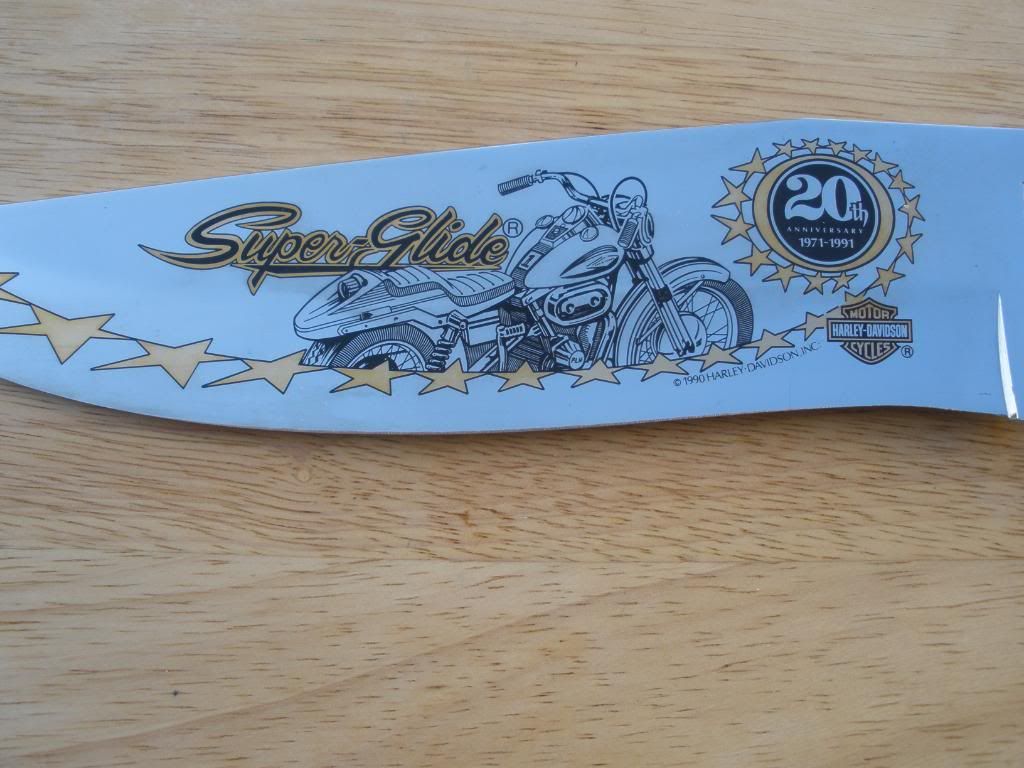 Super-Glide®
20th
ANNIVERSARY
1971-1991
MOTOR
HARLEY-DAVIDSON
CYCLES
®
© 1990 HARLEY-DAVIDSON, INC.